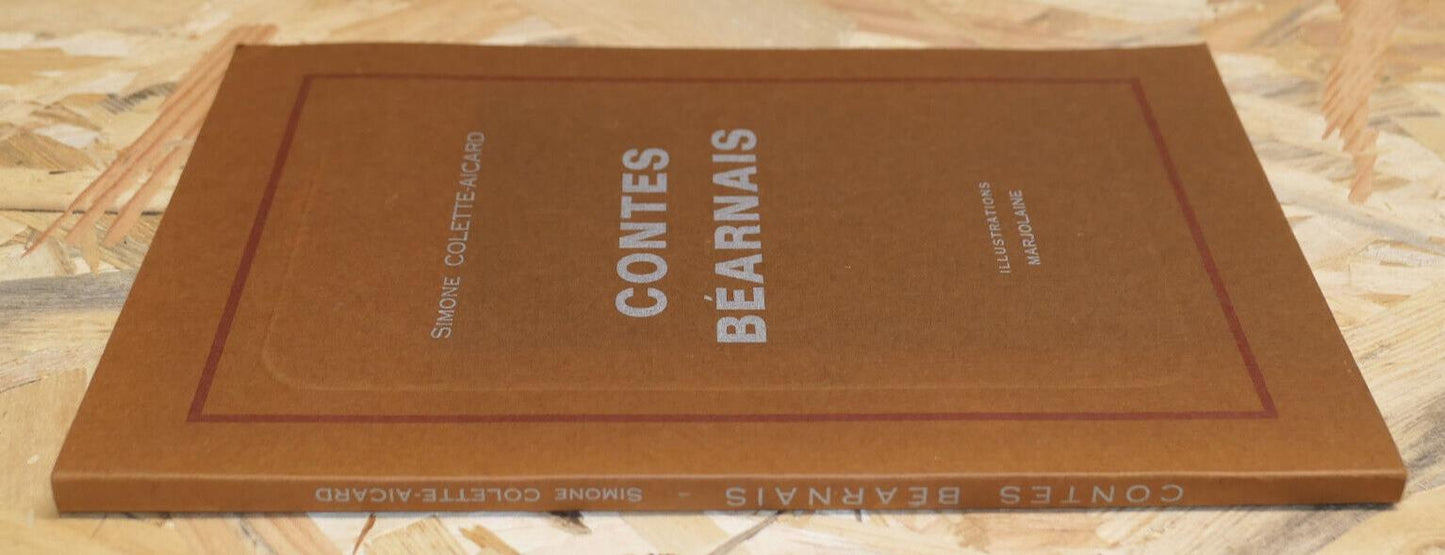 SIMONE COLETTE-AICARD
CONTES
BÉARNAIS
ILLUSTRATIONS
MARJOLAINE
CONTES BÉARNAIS - SIMONE COLETTE-AICARD